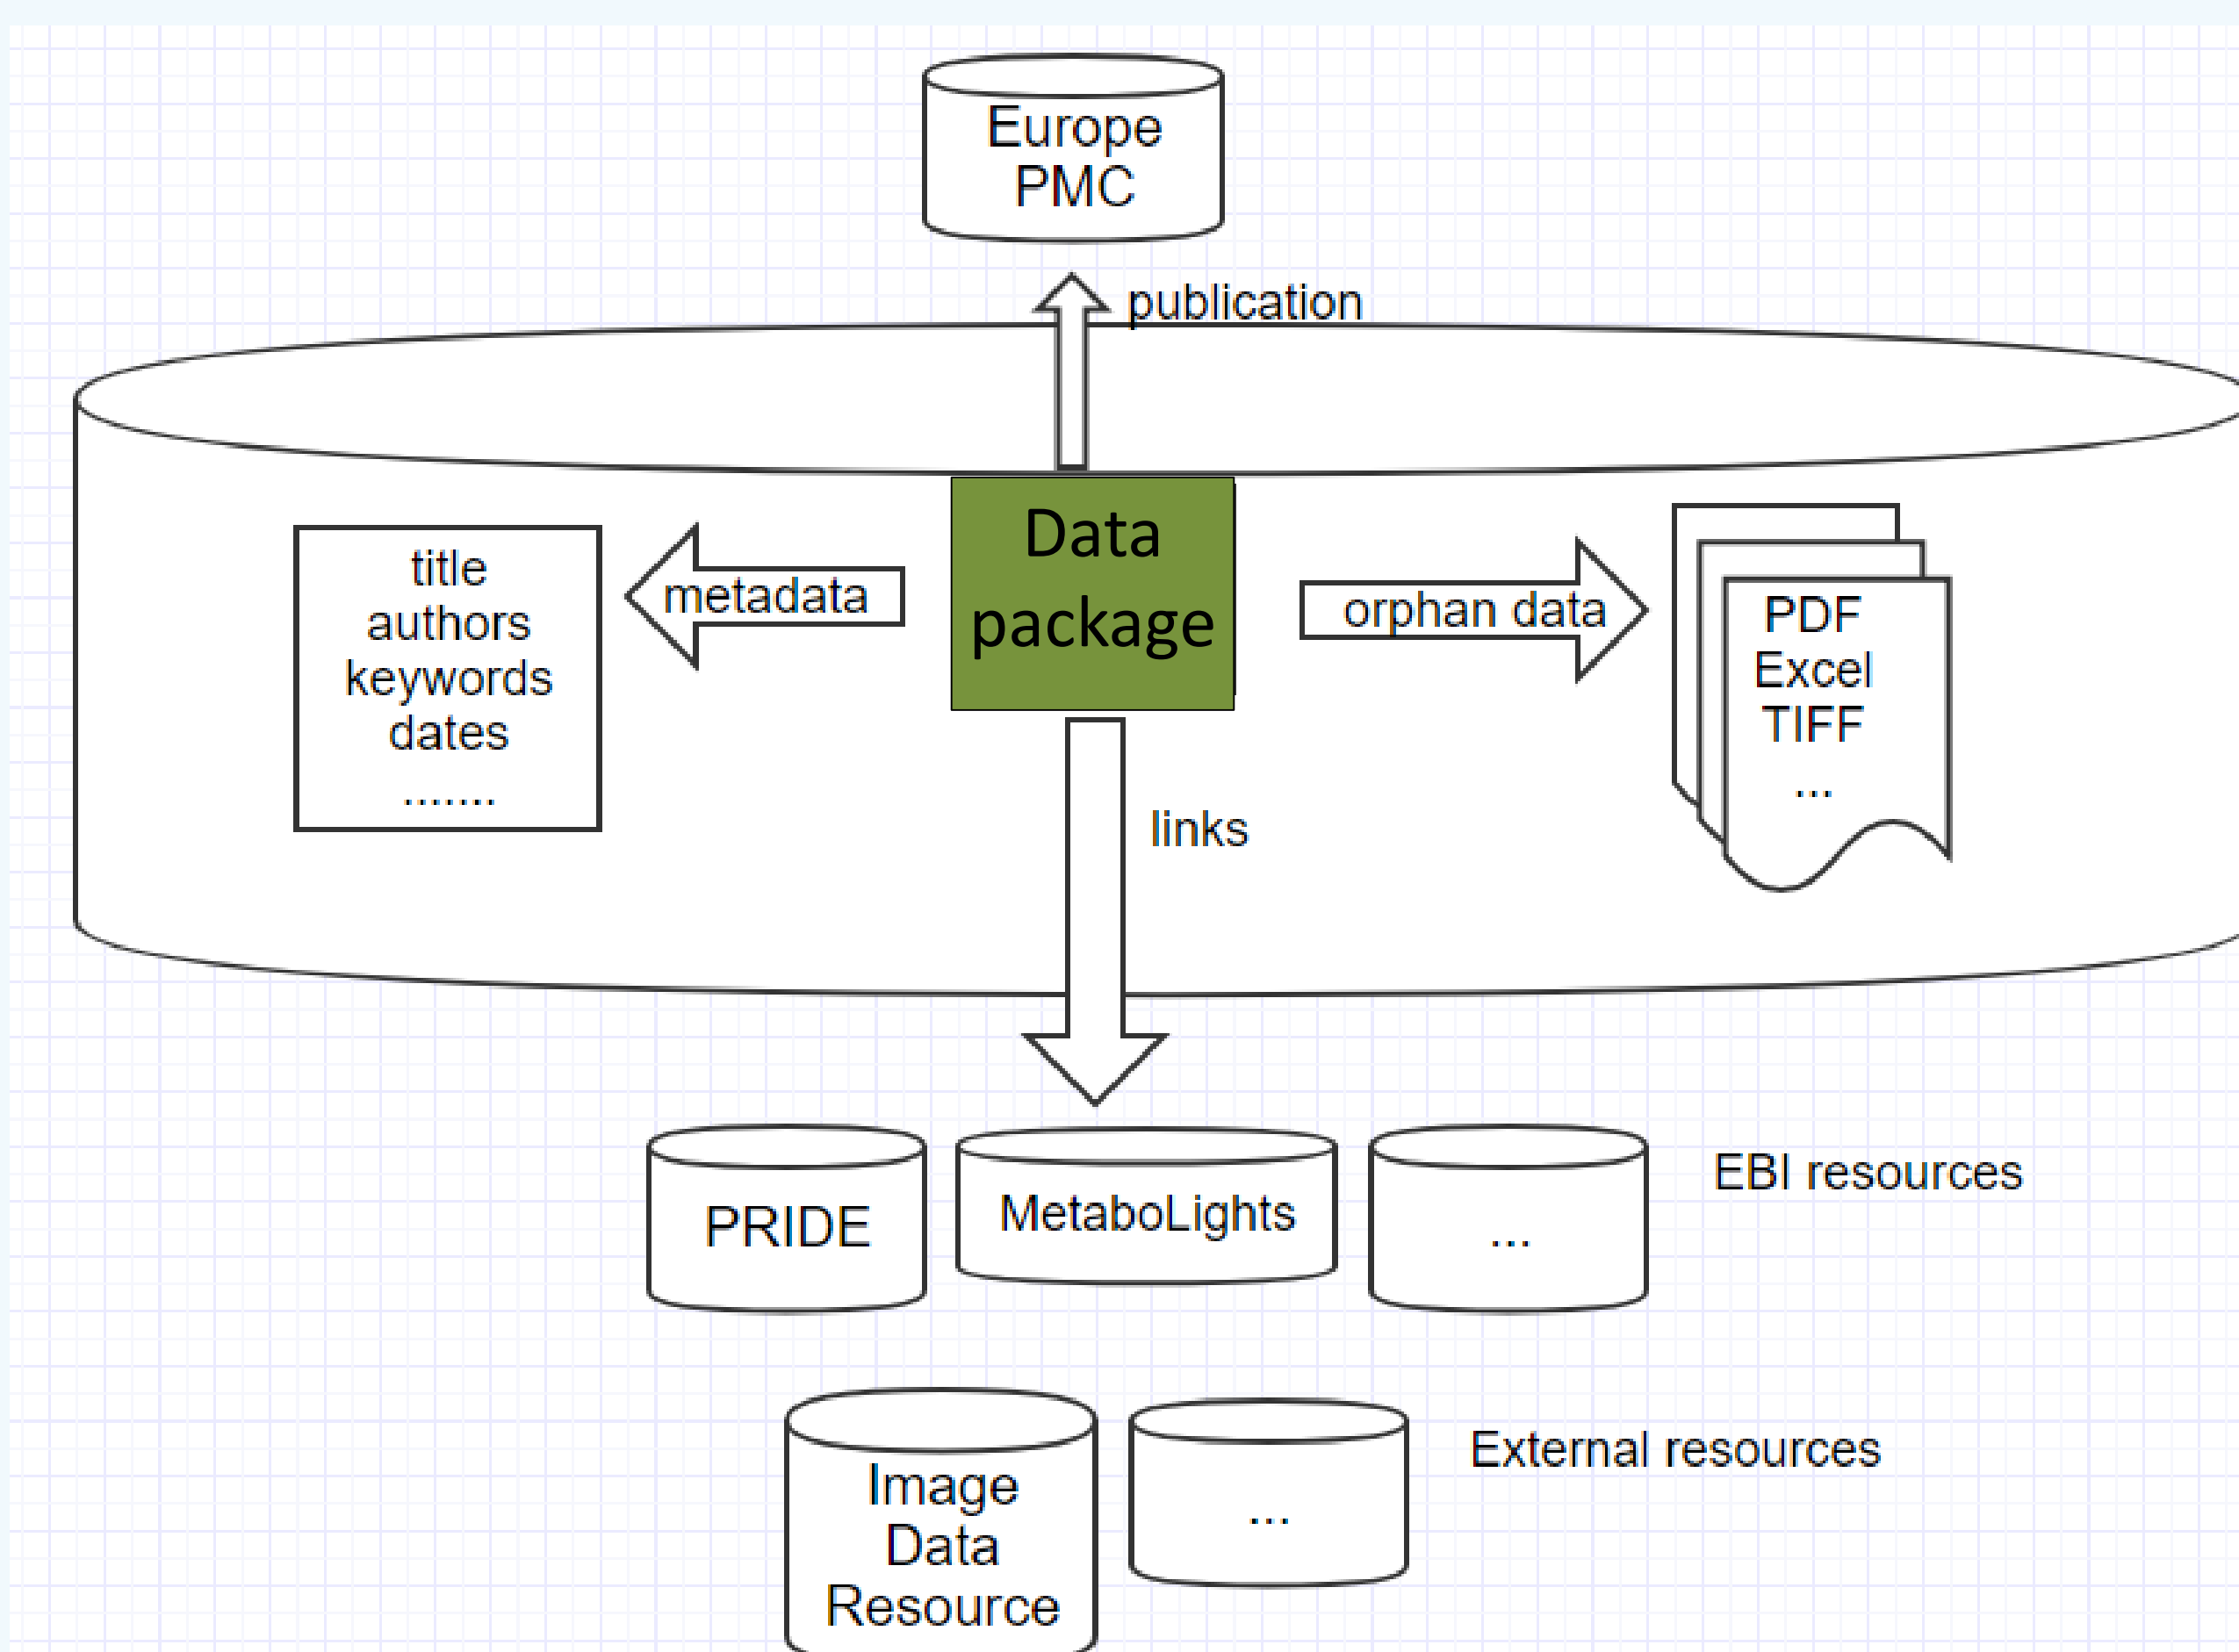 Europe
PMC
publication
Data
package
title
authors
keywords
dates
.......
metadata
orphan data
PDF
Excel
TIFF
...
links
PRIDE
MetaboLights
...
EBI resources
Image
Data
Resource
...
External resources